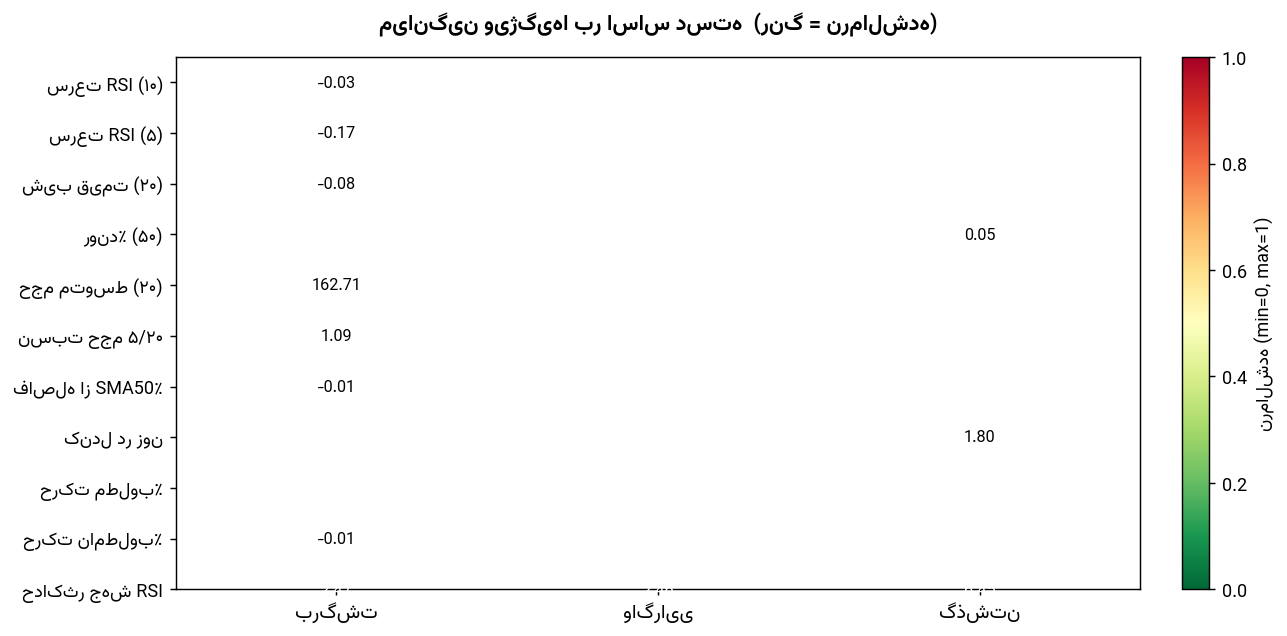 میانگین ویژگی‌ها بر اساس دسته (رنگ = نرمال‌شده)
سرعت RSI (۱۰)
-0.03
سرعت RSI (۵)
-0.17
شیب قیمت (۲۰)
-0.08
روند٪ (۵۰)
0.05
حجم متوسط (۲۰)
162.71
نسبت حجم ۵/۲۰
1.09
فاصله از SMA50٪
-0.01
کندل در زون
1.80
حرکت مطلوب٪
حرکت نامطلوب٪
-0.01
حداکثر جهش RSI
برگشت
واگرایی
گذشتن
1.0
0.8
0.6
0.4
0.2
0.0
نرمال‌شده (min=0, max=1)